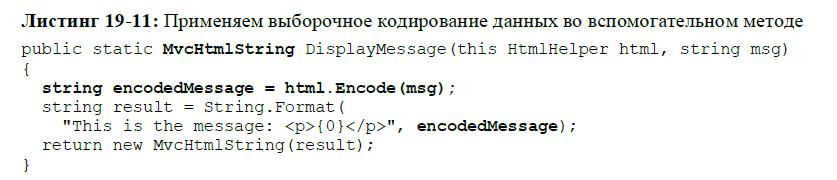 Листинг 19-11: Применяем выборочное кодирование данных во вспомогательном методе
public static MvcHtmlString DisplayMessage(this HtmlHelper html, string msg)
{
  string encodedMessage = html.Encode(msg);
  string result = String.Format(
    "This is the message: <p>{0}</p>", encodedMessage);
  return new MvcHtmlString(result);
}